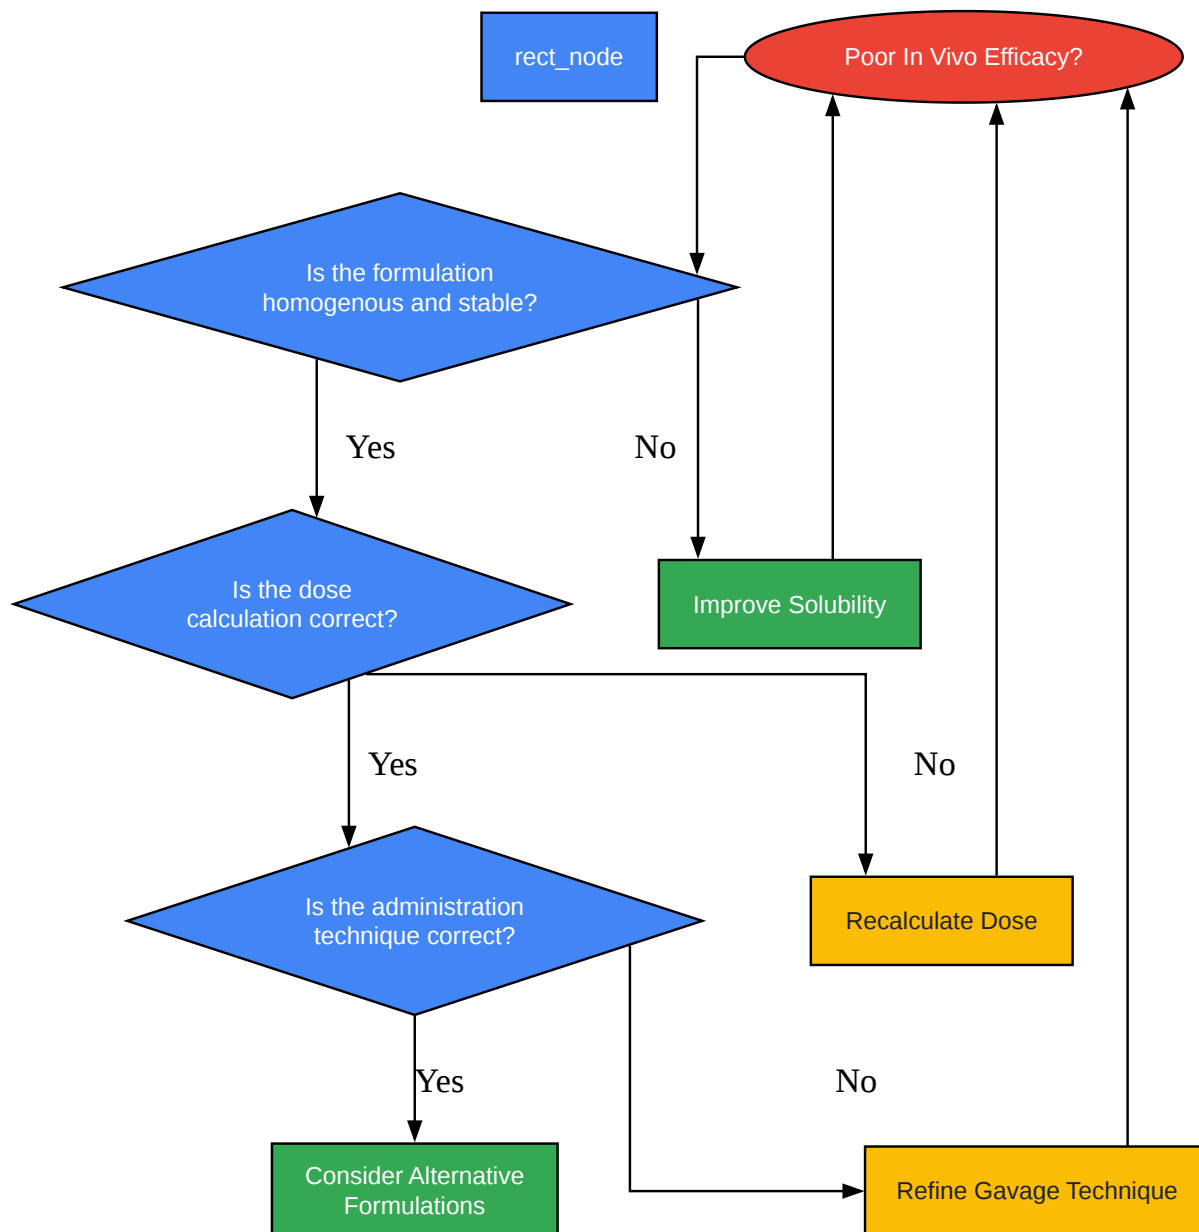 rect_node
Poor In Vivo Efficacy?
Is the formulation
homogenous and stable?
Yes
No
Is the dose
calculation correct?
Improve Solubility
Yes
No
Is the administration
technique correct?
Recalculate Dose
Yes
No
Consider Alternative
Formulations
Refine Gavage Technique